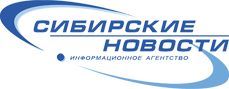 СИБИРСКИЕ
НОВОСТИ
ИНФОРМАЦИОННОЕ АГЕНТСТВО